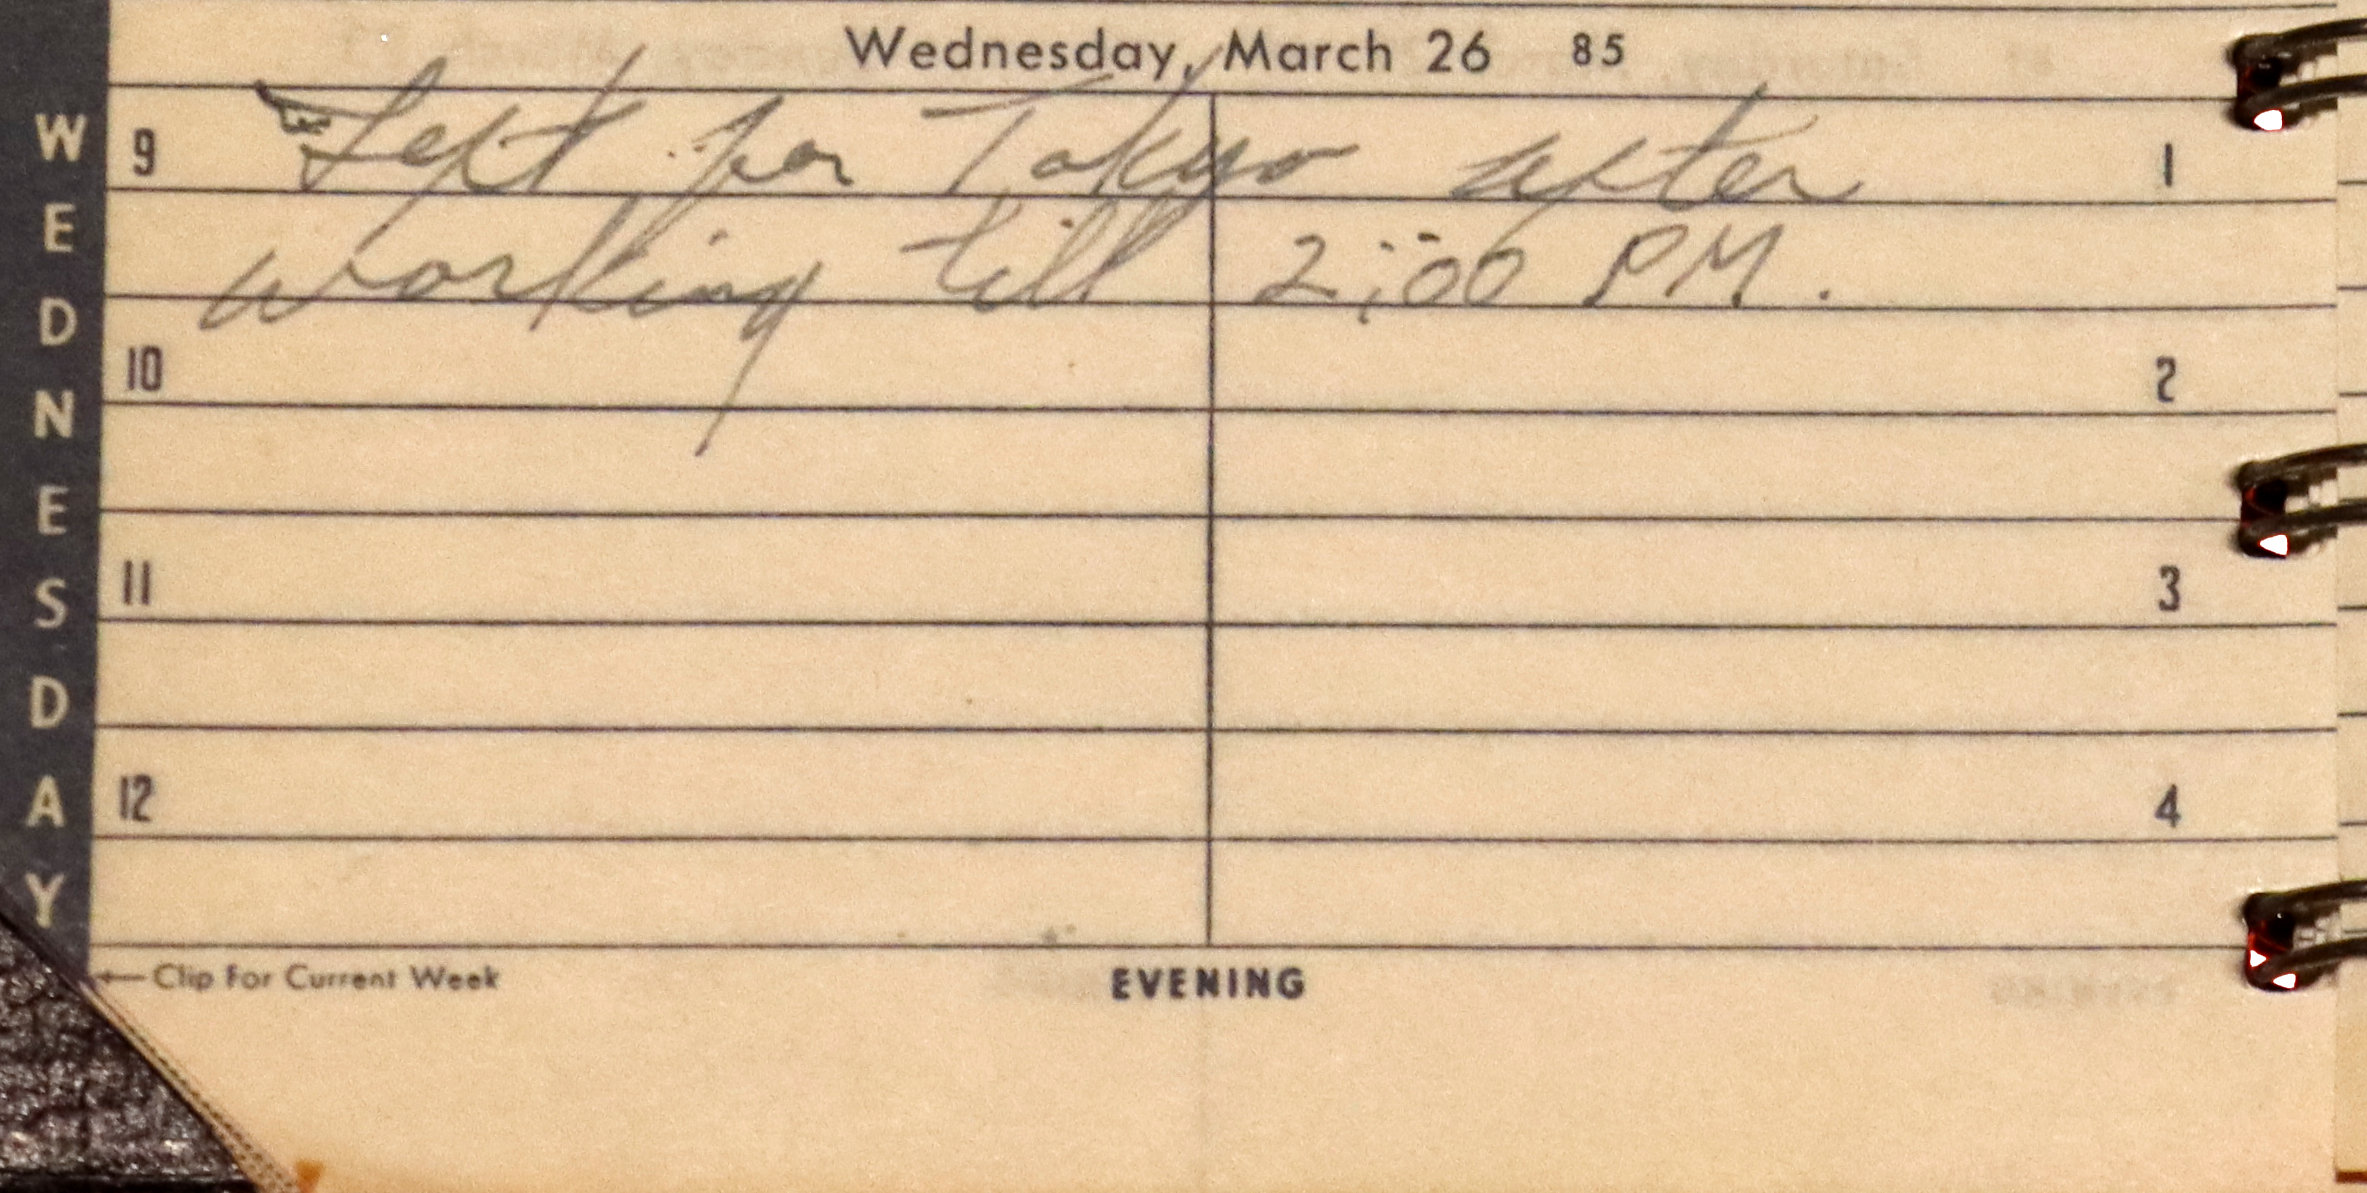 Wednesday, March 26 85
WEDNESDAY
9 Left for Tokyo after 1
working till 2:00 PM.
10 2
11 3
12 4
←Clip For Current Week
EVENING